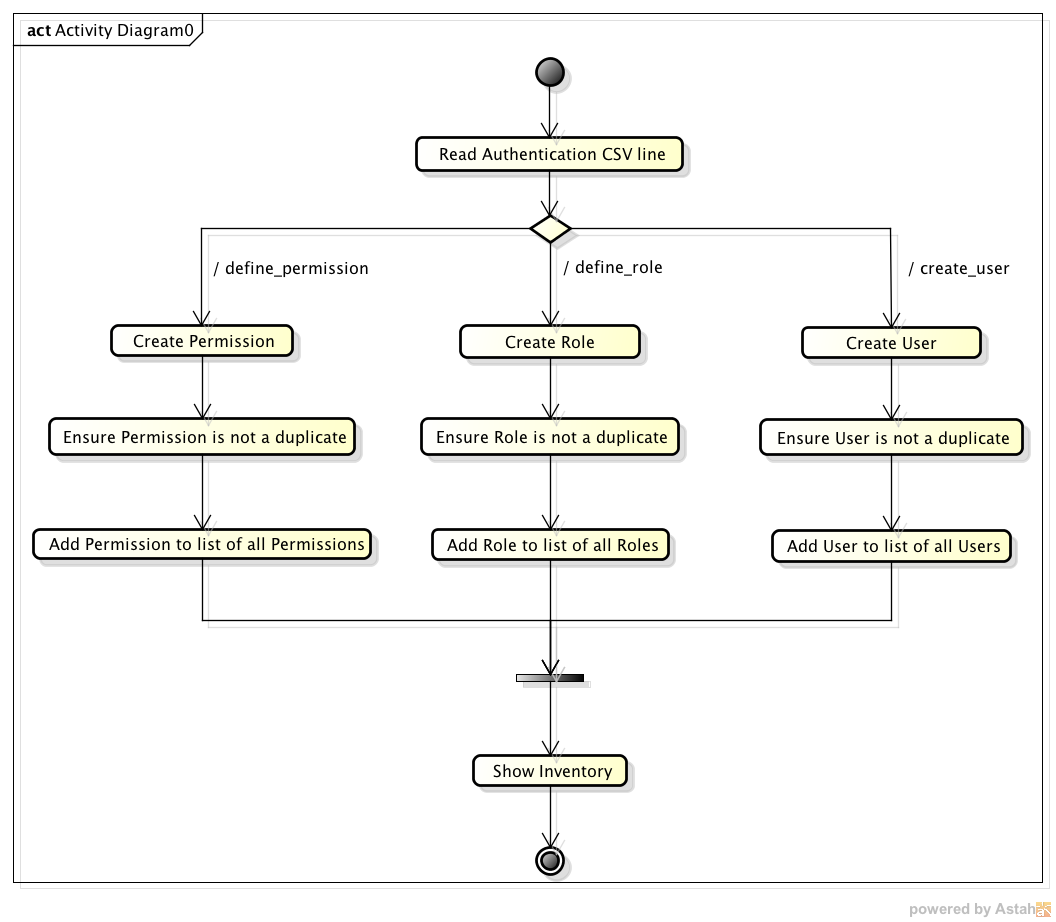 act Activity Diagram0
Read Authentication CSV line
/ define_permission
/ define_role
/ create_user
Create Permission
Create Role
Create User
Ensure Permission is not a duplicate
Ensure Role is not a duplicate
Ensure User is not a duplicate
Add Permission to list of all Permissions
Add Role to list of all Roles
Add User to list of all Users
Show Inventory
powered by Astah